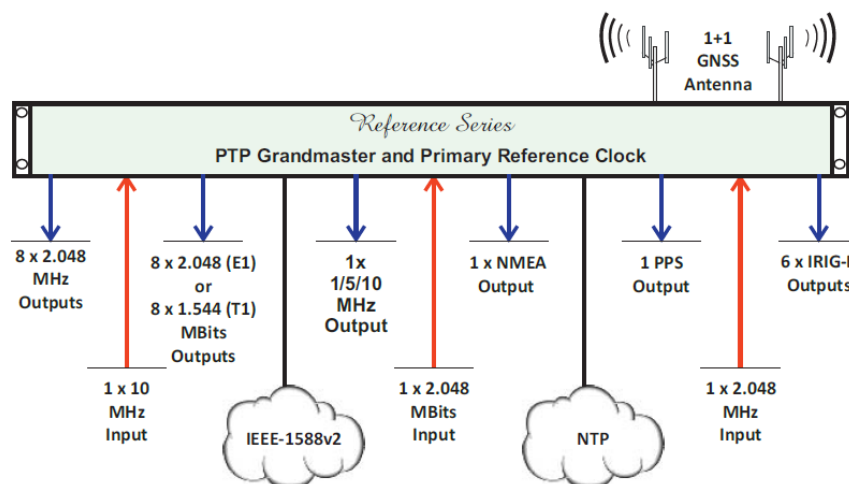 1+1
GNSS
Antenna
Reference Series
PTP Grandmaster and Primary Reference Clock
8 x 2.048
MHz
Outputs
1 x 10
MHz
Input
8 x 2.048 (E1)
or
8 x 1.544 (T1)
MBits
Outputs
IEEE-1588v2
1x
1/5/10
MHz
Output
1 x 2.048
MBits
Input
1 x NMEA
Output
NTP
1 PPS
Output
1 x 2.048
MHz
Input
6 x
Outputs